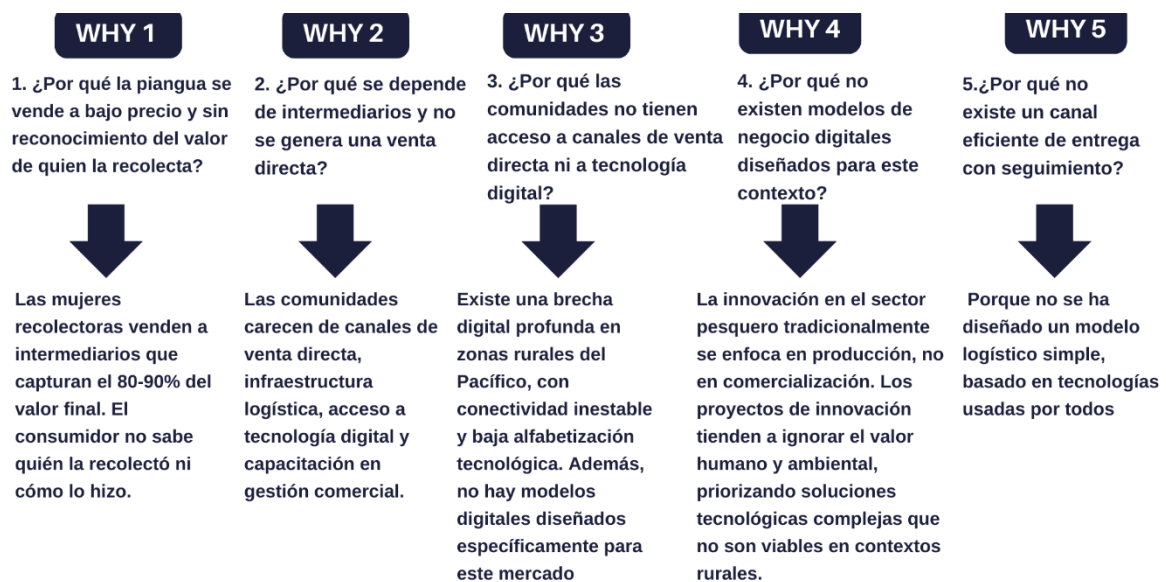 WHY 1
1. ¿Por qué la piangua se
vende a bajo precio y sin
reconocimiento del valor
de quien la recolecta?
Las mujeres
recolectoras venden a
intermediarios que
capturan el 80-90% del
valor final. El
consumidor no sabe
quién la recolectó ni
cómo lo hizo.
WHY 2
2. ¿Por qué se depende
de intermediarios y no
se genera una venta
directa?
Las comunidades
carecen de canales de
venta directa,
infraestructura
logística, acceso a
tecnología digital y
capacitación en
gestión comercial.
WHY 3
3. ¿Por qué las
comunidades no tienen
acceso a canales de venta
directa ni a tecnología
digital?
Existe una brecha
digital profunda en
zonas rurales del
Pacífico, con
conectividad inestable
y baja alfabetización
tecnológica. Además,
no hay modelos
digitales diseñados
específicamente para
este mercado
WHY 4
4. ¿Por qué no
existen modelos de
negocio digitales
diseñados para este
contexto?
La innovación en el sector
pesquero tradicionalmente
se enfoca en producción, no
en comercialización. Los
proyectos de innovación
tienden a ignorar el valor
humano y ambiental,
priorizando soluciones
tecnológicas complejas que
no son viables en contextos
rurales.
WHY 5
5.¿Por qué no
existe un canal
eficiente de entrega
con seguimiento?
Porque no se ha
diseñado un modelo
logístico simple,
basado en tecnologías
usadas por todos